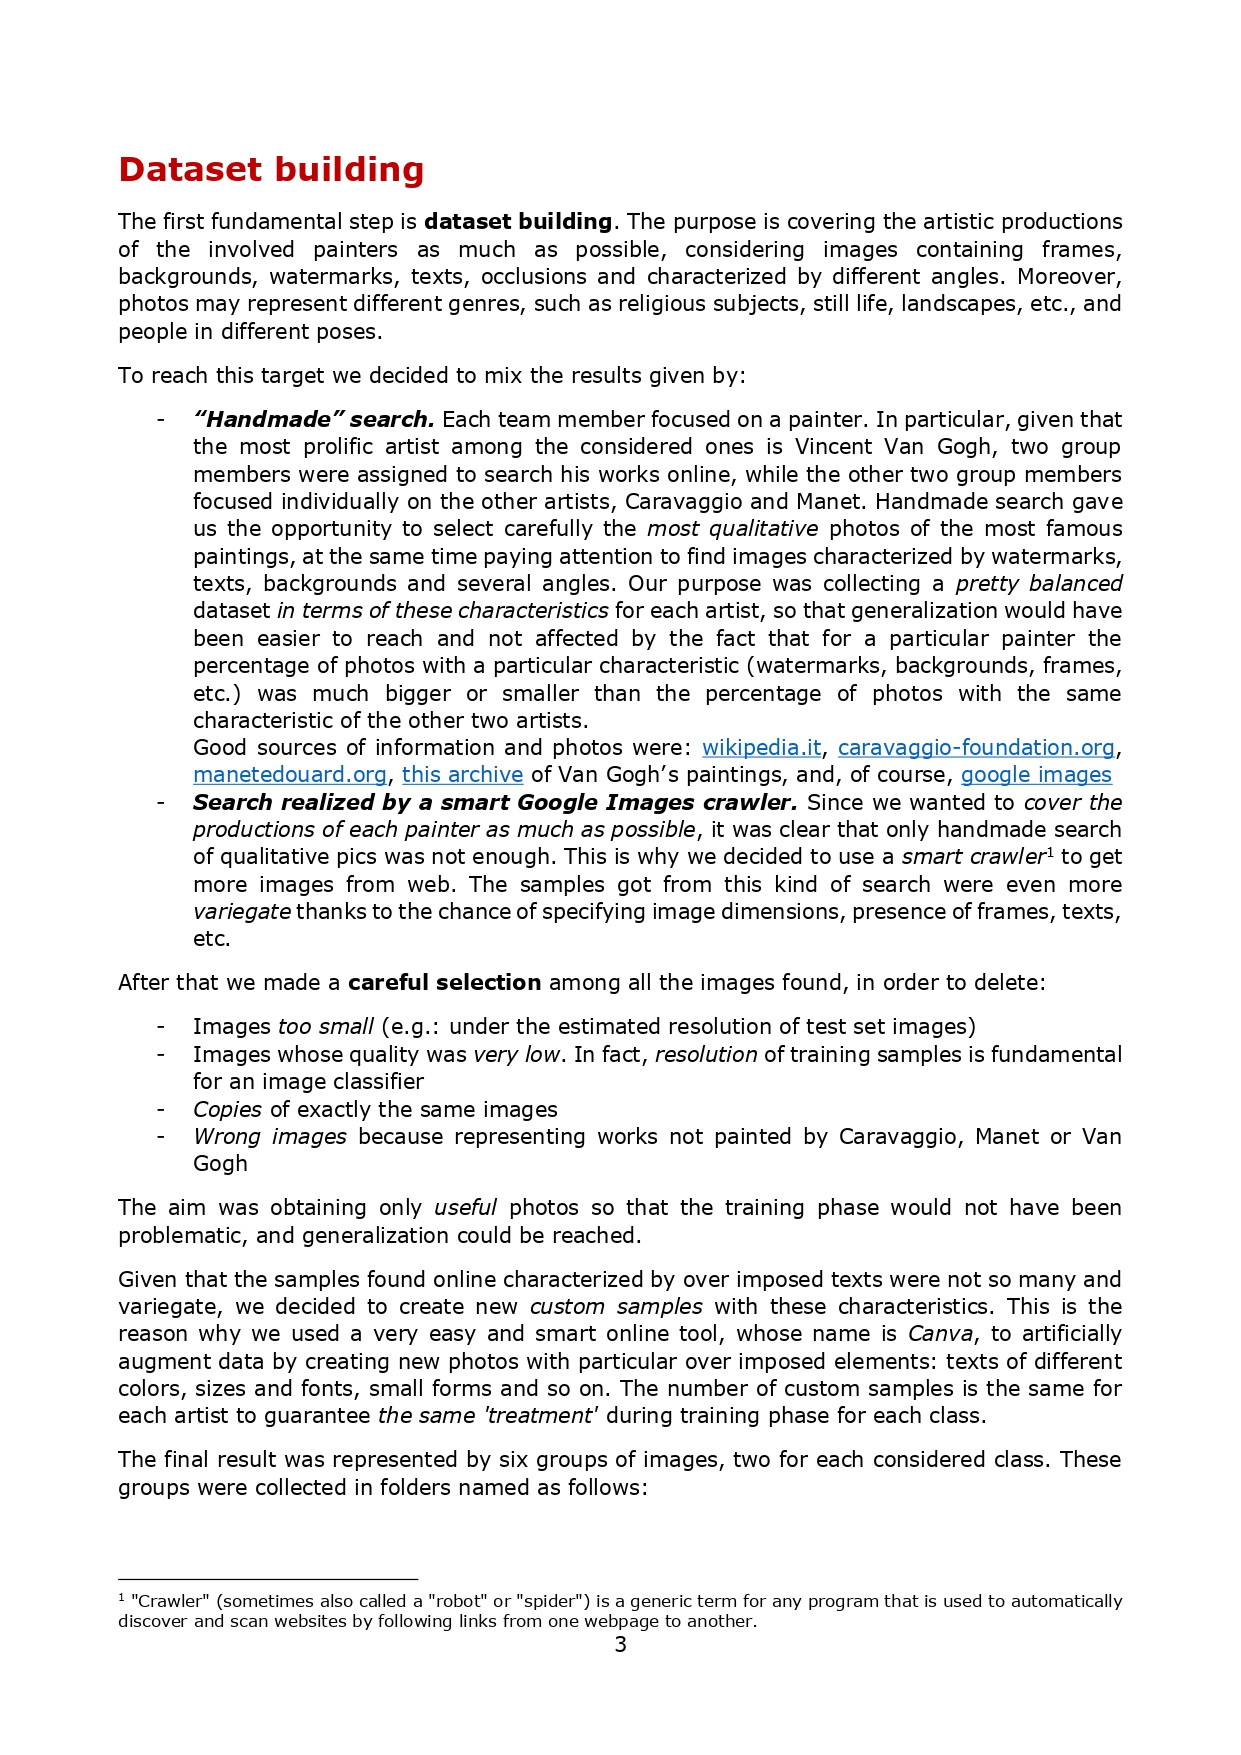 Dataset building
The first fundamental step is dataset building. The purpose is covering the artistic productions
of the involved painters as much as possible, considering images containing frames,
backgrounds, watermarks, texts, occlusions and characterized by different angles. Moreover,
photos may represent different genres, such as religious subjects, still life, landscapes, etc., and
people in different poses.
To reach this target we decided to mix the results given by:
- “Handmade” search. Each team member focused on a painter. In particular, given that
the most prolific artist among the considered ones is Vincent Van Gogh, two group
members were assigned to search his works online, while the other two group members
focused individually on the other artists, Caravaggio and Manet. Handmade search gave
us the opportunity to select carefully the most qualitative photos of the most famous
paintings, at the same time paying attention to find images characterized by watermarks,
texts, backgrounds and several angles. Our purpose was collecting a pretty balanced
dataset in terms of these characteristics for each artist, so that generalization would have
been easier to reach and not affected by the fact that for a particular painter the
percentage of photos with a particular characteristic (watermarks, backgrounds, frames,
etc.) was much bigger or smaller than the percentage of photos with the same
characteristic of the other two artists.
Good sources of information and photos were: wikipedia.it, caravaggio-foundation.org,
manetedouard.org, this archive of Van Gogh’s paintings, and, of course, google images
- Search realized by a smart Google Images crawler. Since we wanted to cover the
productions of each painter as much as possible, it was clear that only handmade search
of qualitative pics was not enough. This is why we decided to use a smart crawler1 to get
more images from web. The samples got from this kind of search were even more
variegate thanks to the chance of specifying image dimensions, presence of frames, texts,
etc.
After that we made a careful selection among all the images found, in order to delete:
- Images too small (e.g.: under the estimated resolution of test set images)
- Images whose quality was very low. In fact, resolution of training samples is fundamental
for an image classifier
- Copies of exactly the same images
- Wrong images because representing works not painted by Caravaggio, Manet or Van
Gogh
The aim was obtaining only useful photos so that the training phase would not have been
problematic, and generalization could be reached.
Given that the samples found online characterized by over imposed texts were not so many and
variegate, we decided to create new custom samples with these characteristics. This is the
reason why we used a very easy and smart online tool, whose name is Canva, to artificially
augment data by creating new photos with particular over imposed elements: texts of different
colors, sizes and fonts, small forms and so on. The number of custom samples is the same for
each artist to guarantee the same 'treatment' during training phase for each class.
The final result was represented by six groups of images, two for each considered class. These
groups were collected in folders named as follows:
1 "Crawler" (sometimes also called a "robot" or "spider") is a generic term for any program that is used to automatically
discover and scan websites by following links from one webpage to another.
3